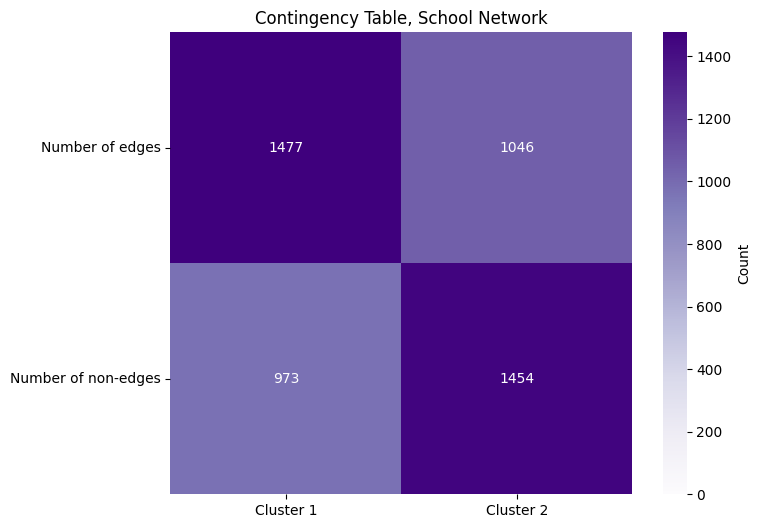 Contingency Table, School Network
Number of edges
1477
1046
Number of non-edges
973
1454
Cluster 1
Cluster 2
1400
1200
1000
800
600
400
200
0
Count